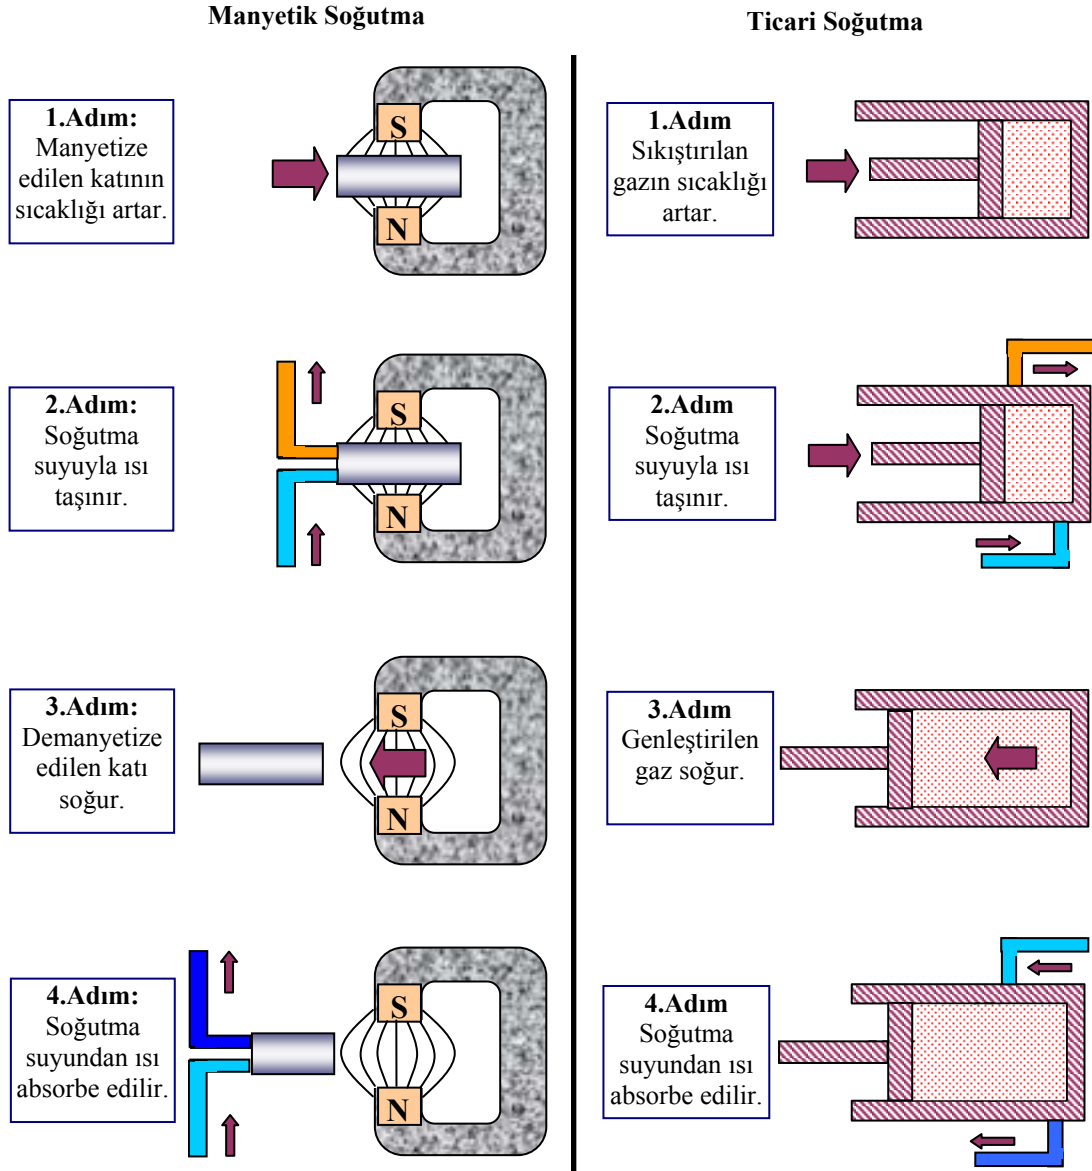 Manyetik Soğutma
Ticari Soğutma
1.Adım:
Manyetize
edilen katının
sıcaklığı artar.
S
N
1.Adım
Sıkıştırılan
gazın sıcaklığı
artar.
2.Adım:
Soğutma
suyuyla ısı
taşınır.
S
N
2.Adım
Soğutma
suyuyla ısı
taşınır.
3.Adım:
Demanyetize
edilen katı
soğur.
S
N
3.Adım
Genleştirilen
gaz soğur.
4.Adım:
Soğutma
suyundan ısı
absorbe edilir.
S
N
4.Adım
Soğutma
suyundan ısı
absorbe edilir.